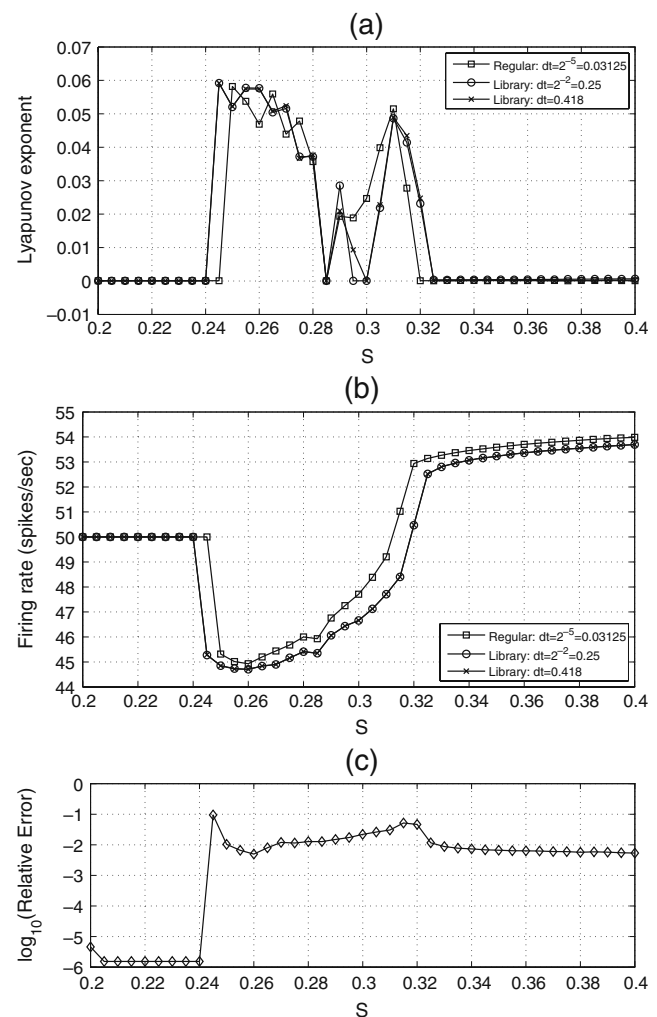 (a)
Lyapunov exponent
0.07
0.06
0.05
0.04
0.03
0.02
0.01
0
−0.01
Regular: dt=2⁻⁵=0.03125
Library: dt=2⁻²=0.25
Library: dt=0.418
0.2 0.22 0.24 0.26 0.28 0.3 0.32 0.34 0.36 0.38 0.4
S
(b)
Firing rate (spikes/sec)
55
54
53
52
51
50
49
48
47
46
45
44
Regular: dt=2⁻⁵=0.03125
Library: dt=2⁻²=0.25
Library: dt=0.418
0.2 0.22 0.24 0.26 0.28 0.3 0.32 0.34 0.36 0.38 0.4
S
(c)
log₁₀(Relative Error)
0
−1
−2
−3
−4
−5
−6
0.2 0.22 0.24 0.26 0.28 0.3 0.32 0.34 0.36 0.38 0.4
S